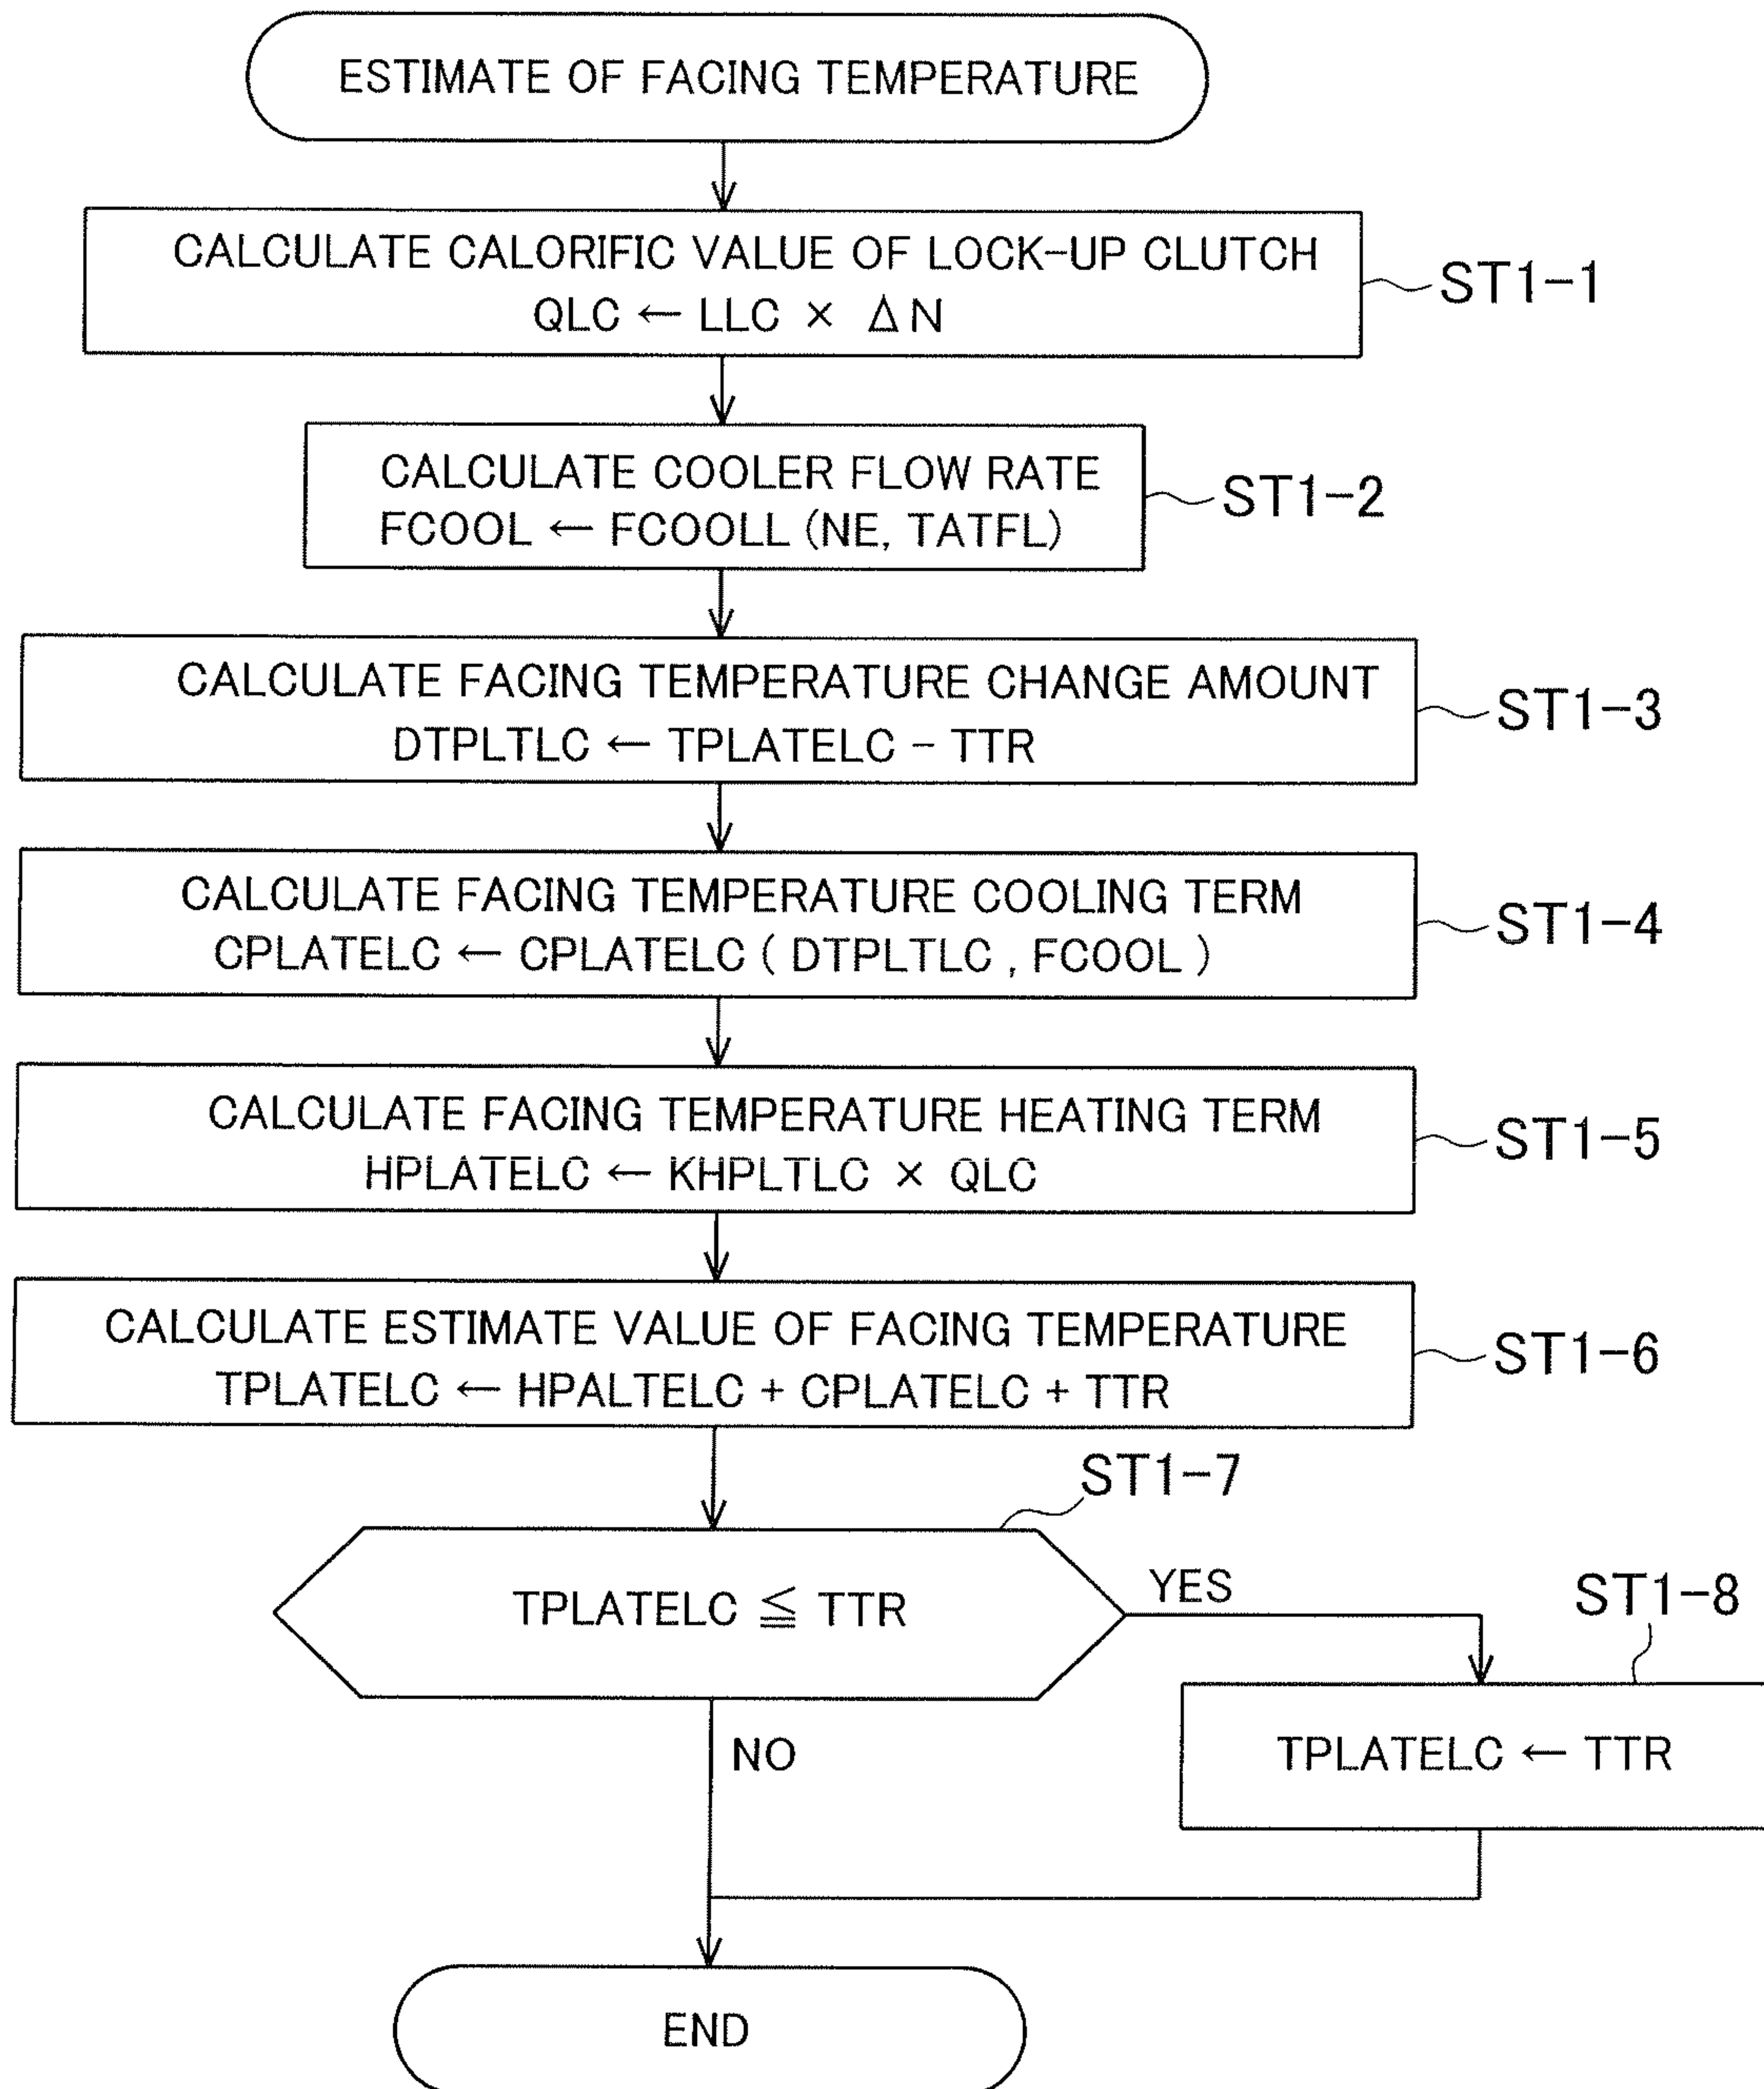 ESTIMATE OF FACING TEMPERATURE
CALCULATE CALORIFIC VALUE OF LOCK-UP CLUTCH
QLC ← LLC × ΔN
ST1-1
CALCULATE COOLER FLOW RATE
FCOOL ← FCOOLL (NE, TATFL)
ST1-2
CALCULATE FACING TEMPERATURE CHANGE AMOUNT
DTPLTLC ← TPLATELC - TTR
ST1-3
CALCULATE FACING TEMPERATURE COOLING TERM
CPLATELC ← CPLATELC ( DTPLTLC , FCOOL )
ST1-4
CALCULATE FACING TEMPERATURE HEATING TERM
HPLATELC ← KHPLTLC × QLC
ST1-5
CALCULATE ESTIMATE VALUE OF FACING TEMPERATURE
TPLATELC ← HPALTELC + CPLATELC + TTR
ST1-6
ST1-7
TPLATELC ≦ TTR
YES
ST1-8
NO
TPLATELC ← TTR
END